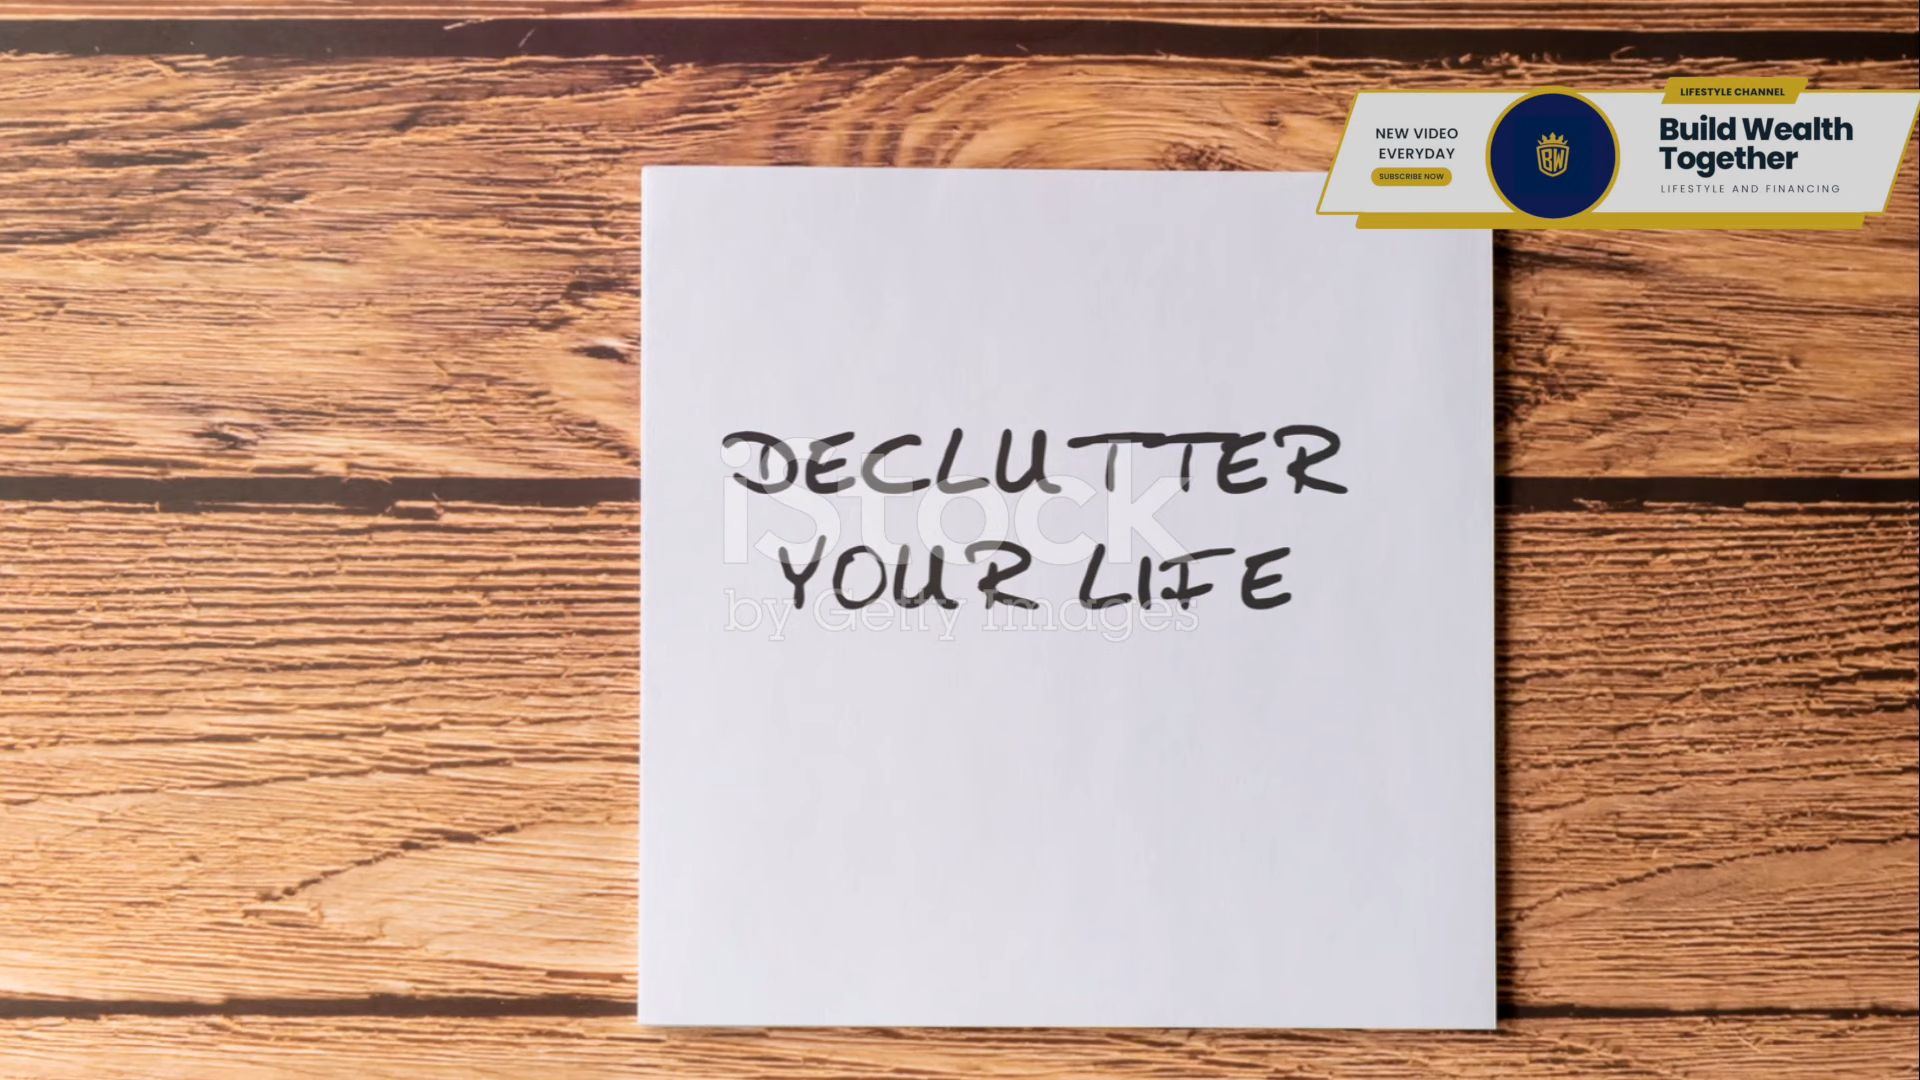 LIFESTYLE CHANNEL
NEW VIDEO
EVERYDAY
SUBSCRIBE NOW
BW
Build Wealth
Together
LIFESTYLE AND FINANCING
DECLUTTER
YOUR LIFE
iStock
by Getty Images